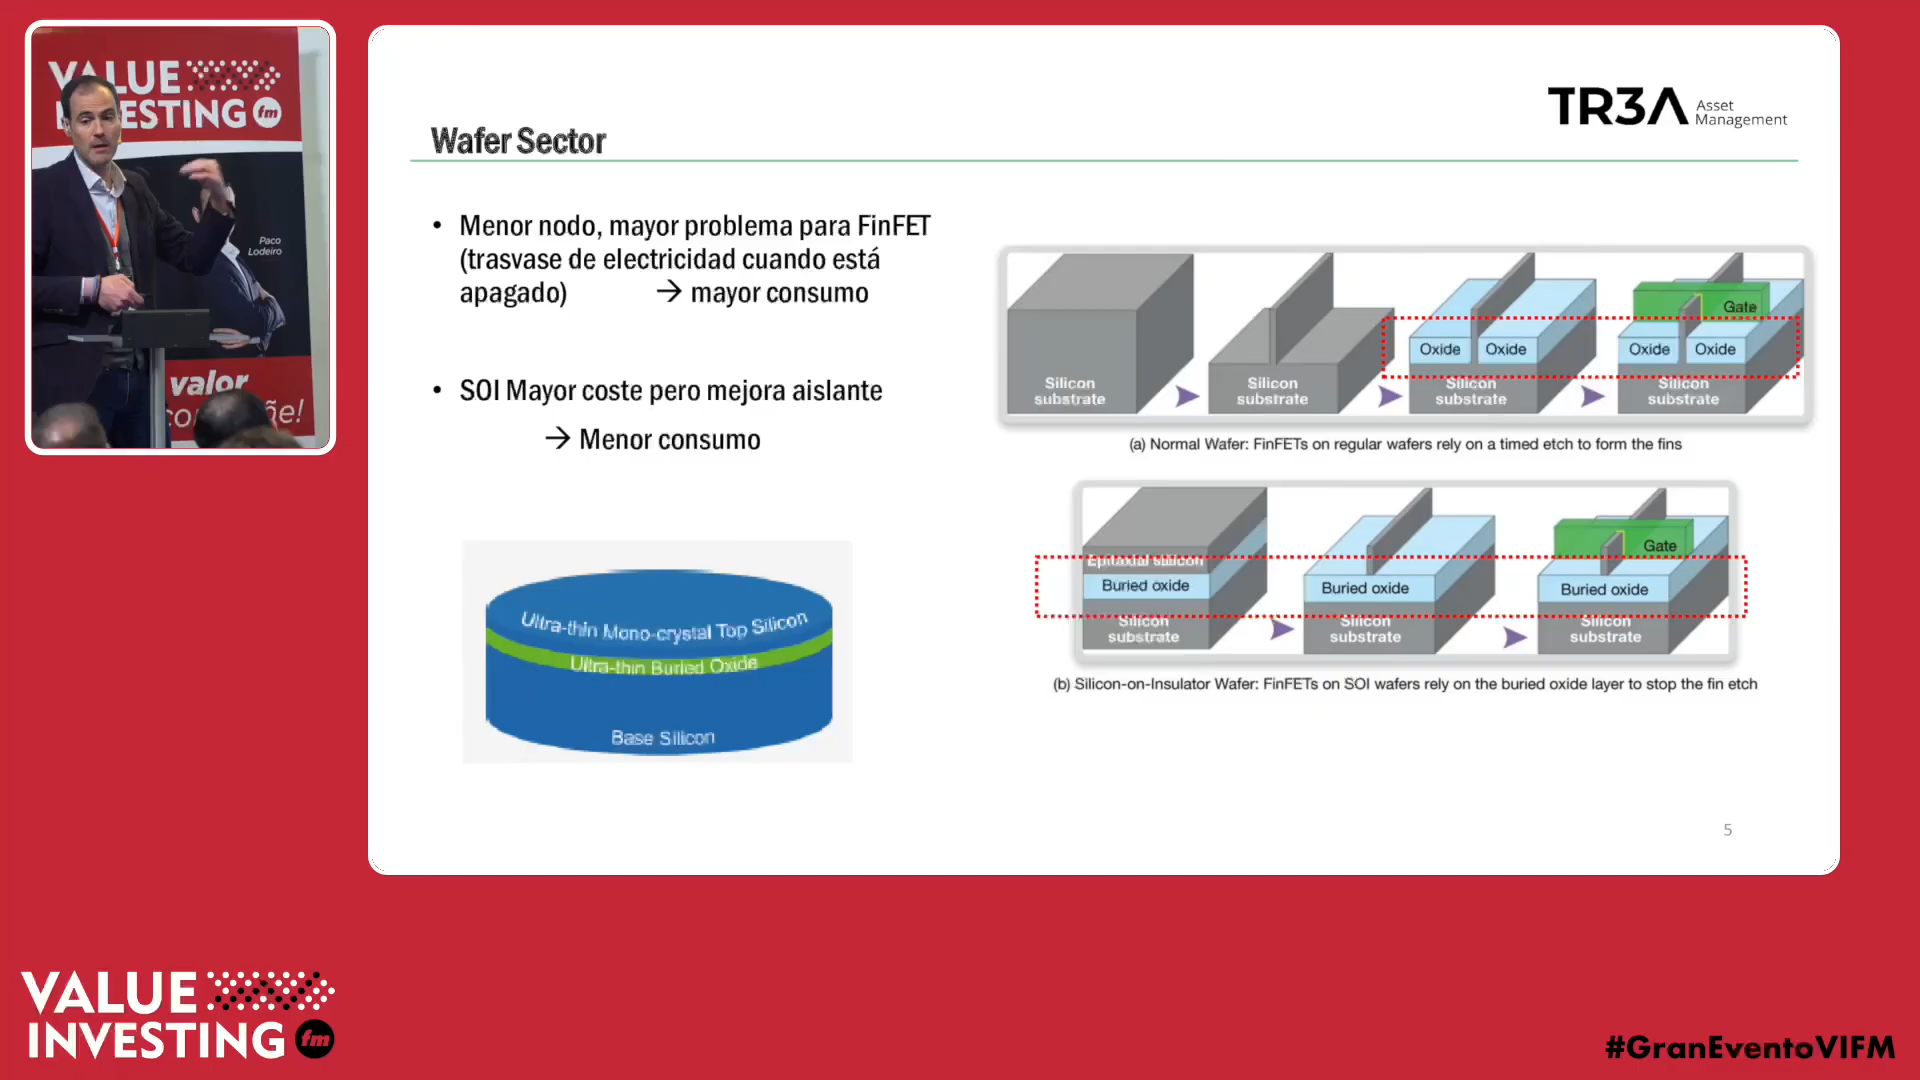 VALUE
INVESTING fm
Paco
Lodeiro
valor
TR3A Asset
Management
Wafer Sector
• Menor nodo, mayor problema para FinFET
(trasvase de electricidad cuando está
apagado) → mayor consumo
• SOI Mayor coste pero mejora aislante
→ Menor consumo
Ultra-thin Mono-crystal Top Silicon
Ultra-thin Buried Oxide
Base Silicon
Silicon
substrate
Silicon
substrate
Oxide Oxide
Silicon
substrate
Gate
Oxide Oxide
Silicon
substrate
(a) Normal Wafer: FinFETs on regular wafers rely on a timed etch to form the fins
Epitaxial silicon
Buried oxide
Silicon
substrate
Buried oxide
Silicon
substrate
Gate
Buried oxide
Silicon
substrate
(b) Silicon-on-Insulator Wafer: FinFETs on SOI wafers rely on the buried oxide layer to stop the fin etch
5
VALUE
INVESTING fm
#GranEventoVIFM